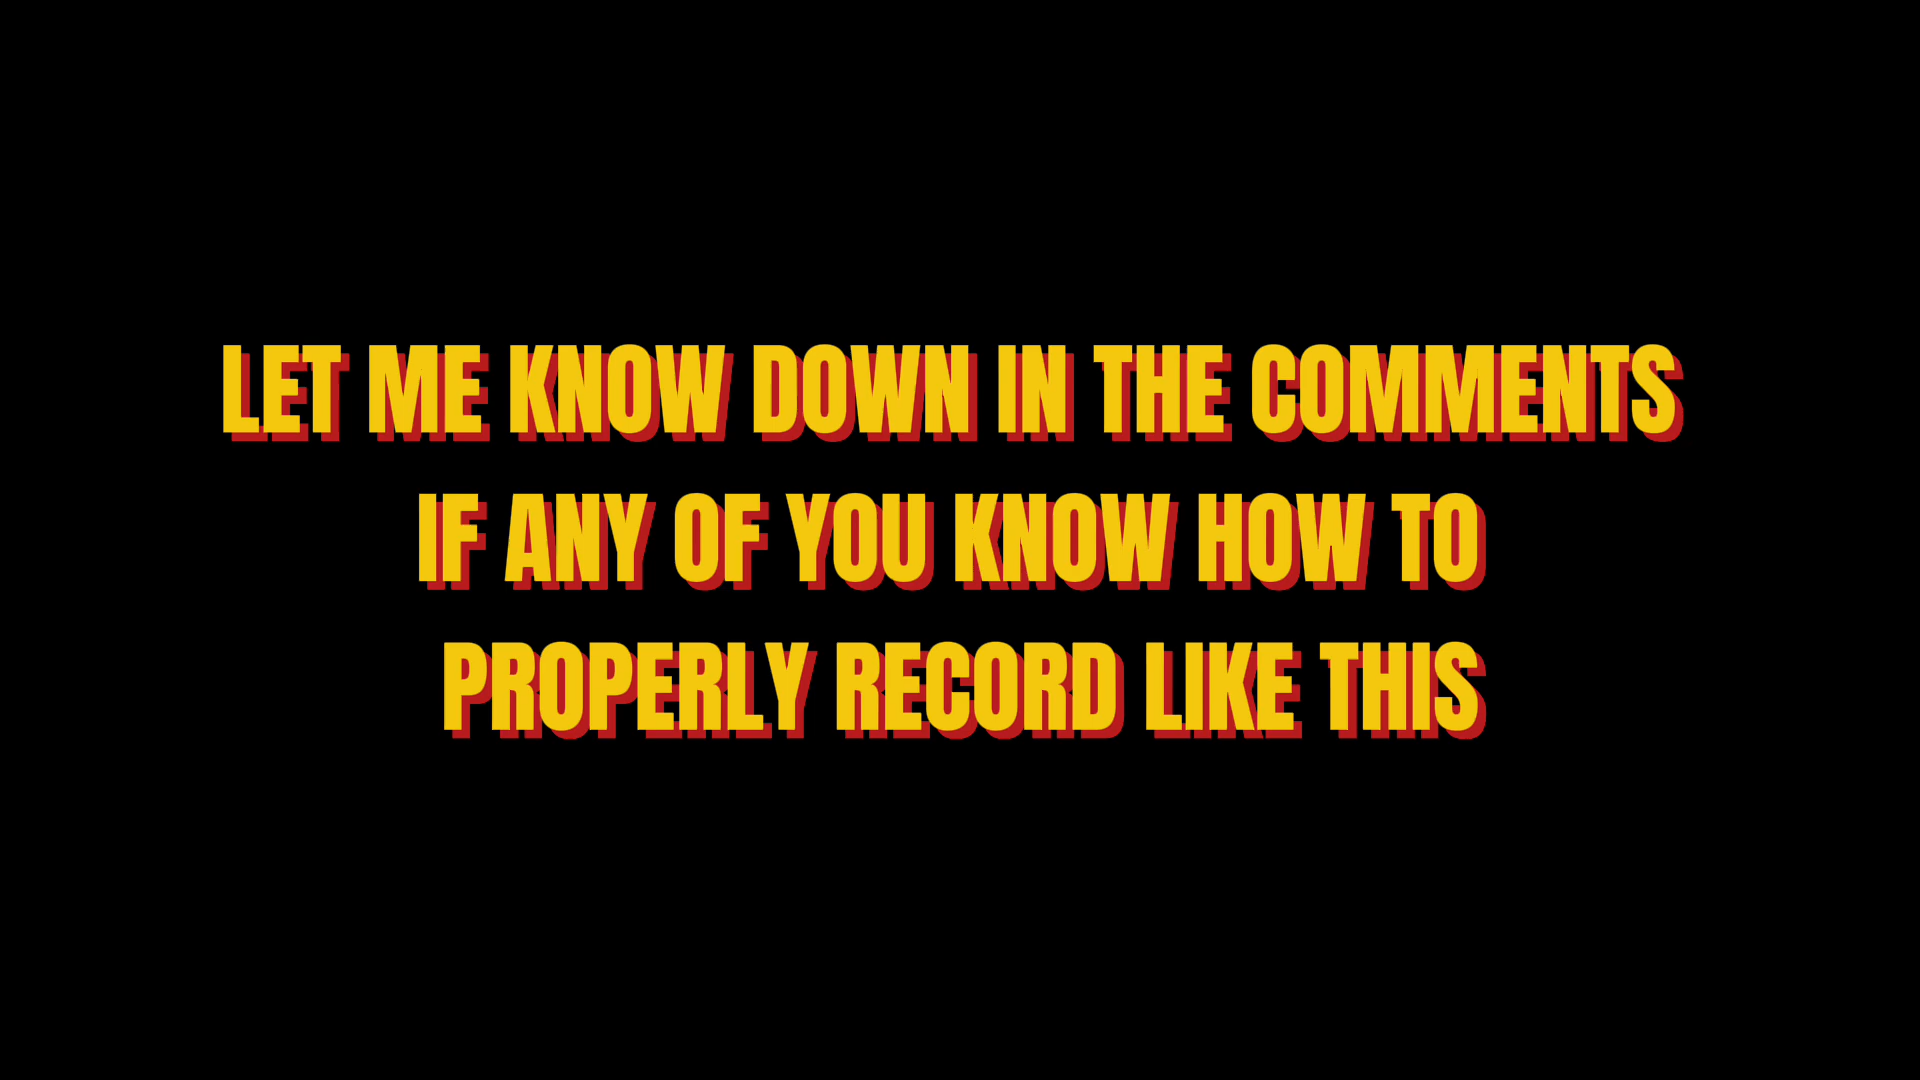 LET ME KNOW DOWN IN THE COMMENTS
IF ANY OF YOU KNOW HOW TO
PROPERLY RECORD LIKE THIS